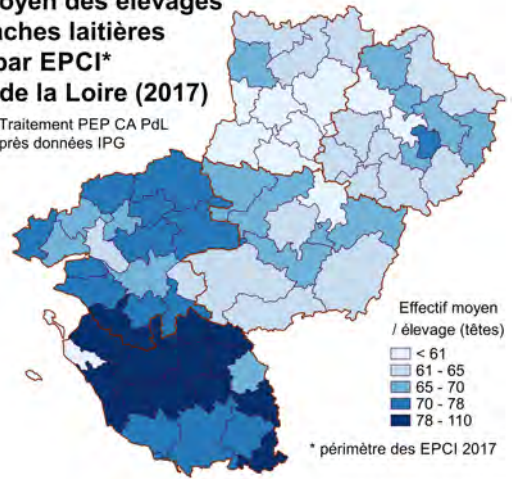 oyen des élevages
aches laitières
par EPCI*
de la Loire (2017)
Traitement PEP CA PdL
près données IPG
Effectif moyen
/ élevage (têtes)
< 61
61 - 65
65 - 70
70 - 78
78 - 110
* périmètre des EPCI 2017